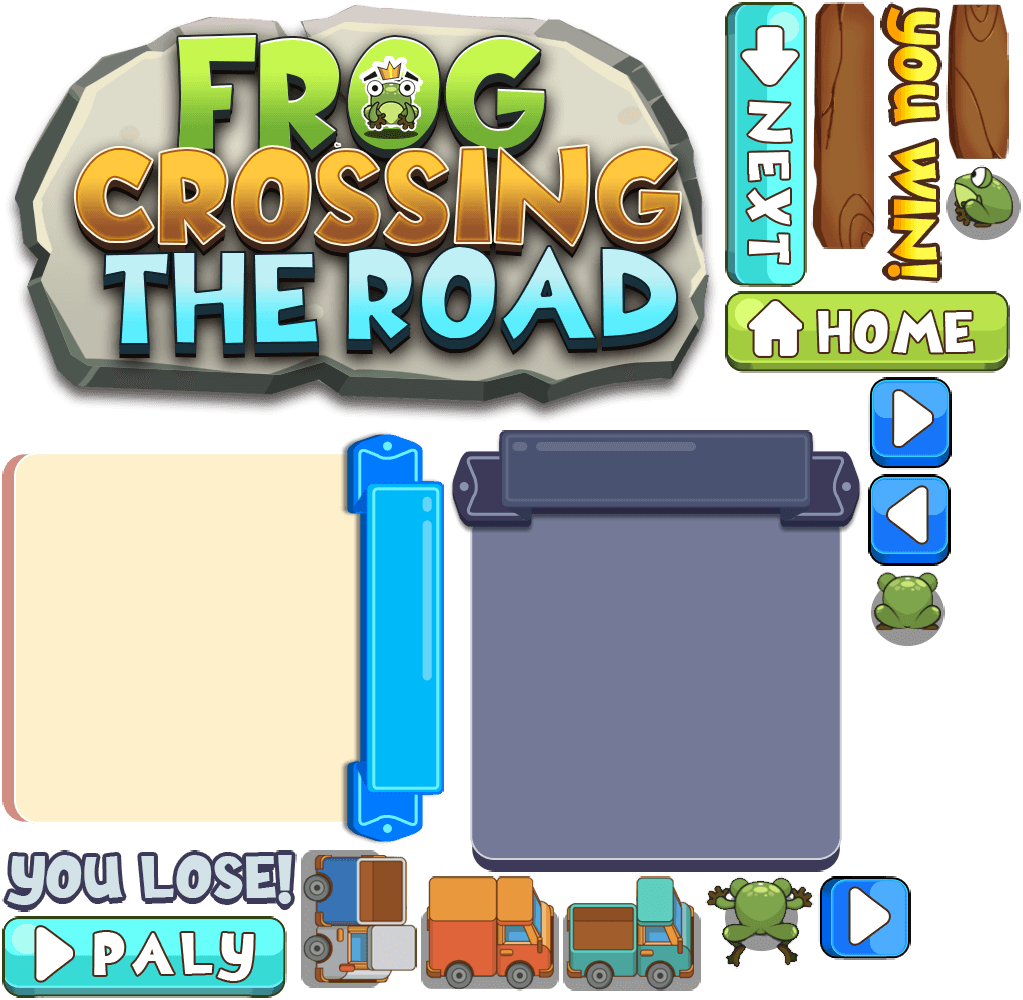 FROG
CROSSING
THE ROAD
NEXT
YOU WIN!
HOME
YOU LOSE!
PALY